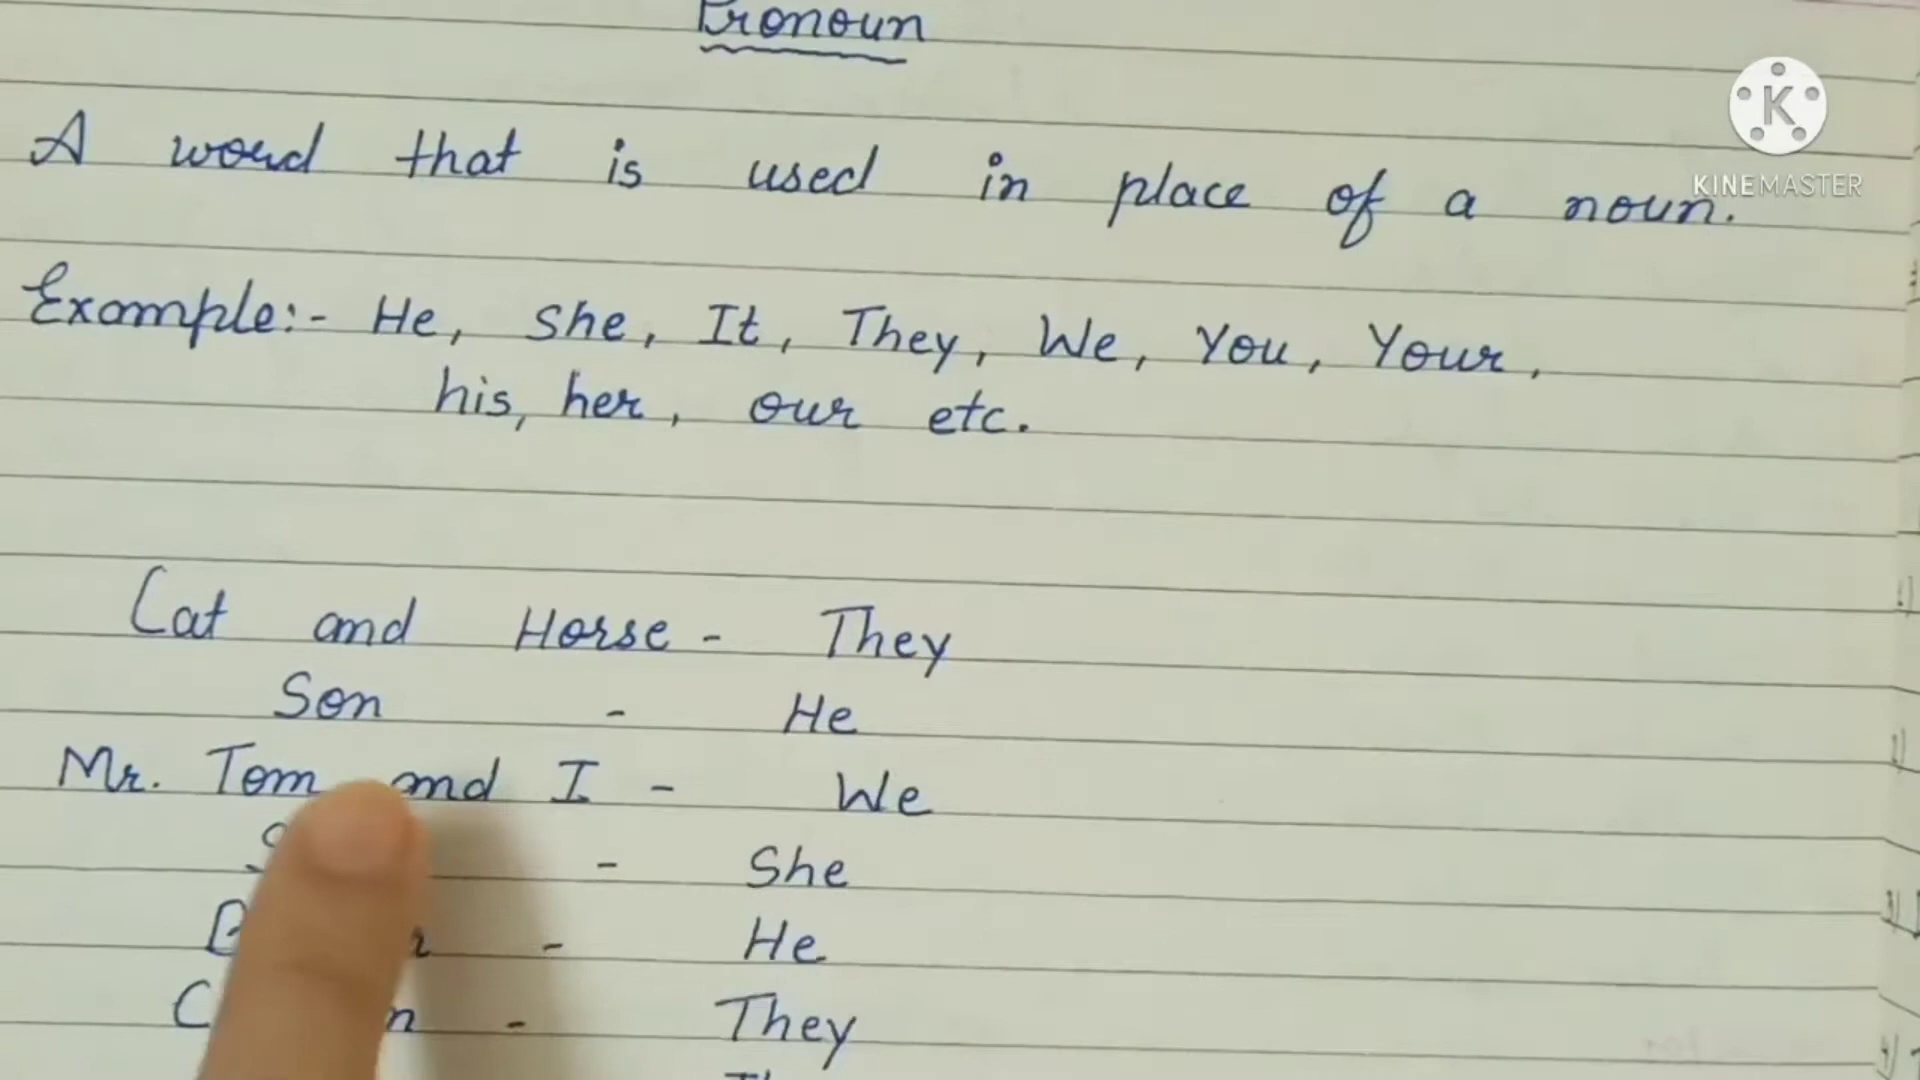 Pronoun
A word that is used in place of a noun.
KINEMASTER
Example:- He, She, It, They, We, You, Your,
his, her, our etc.
Cat and Horse - They
Son - He
Mr. Tom and I - We
- She
- He
- They